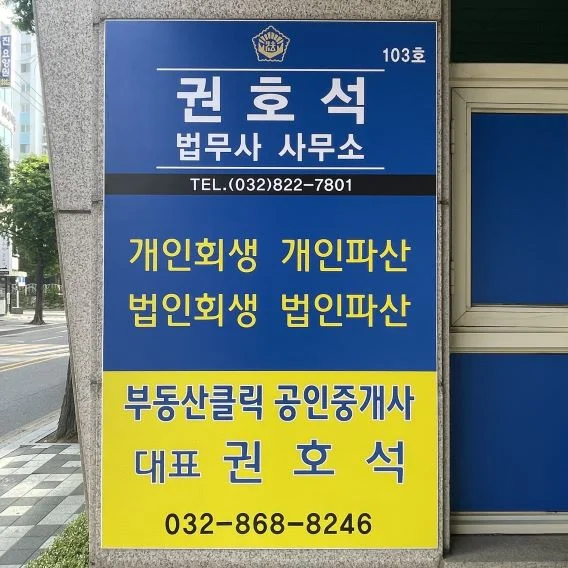 103호
권호석
법무사 사무소
TEL.(032)822-7801
개인회생 개인파산
법인회생 법인파산
부동산클릭 공인중개사
대표 권호석
032-868-8246